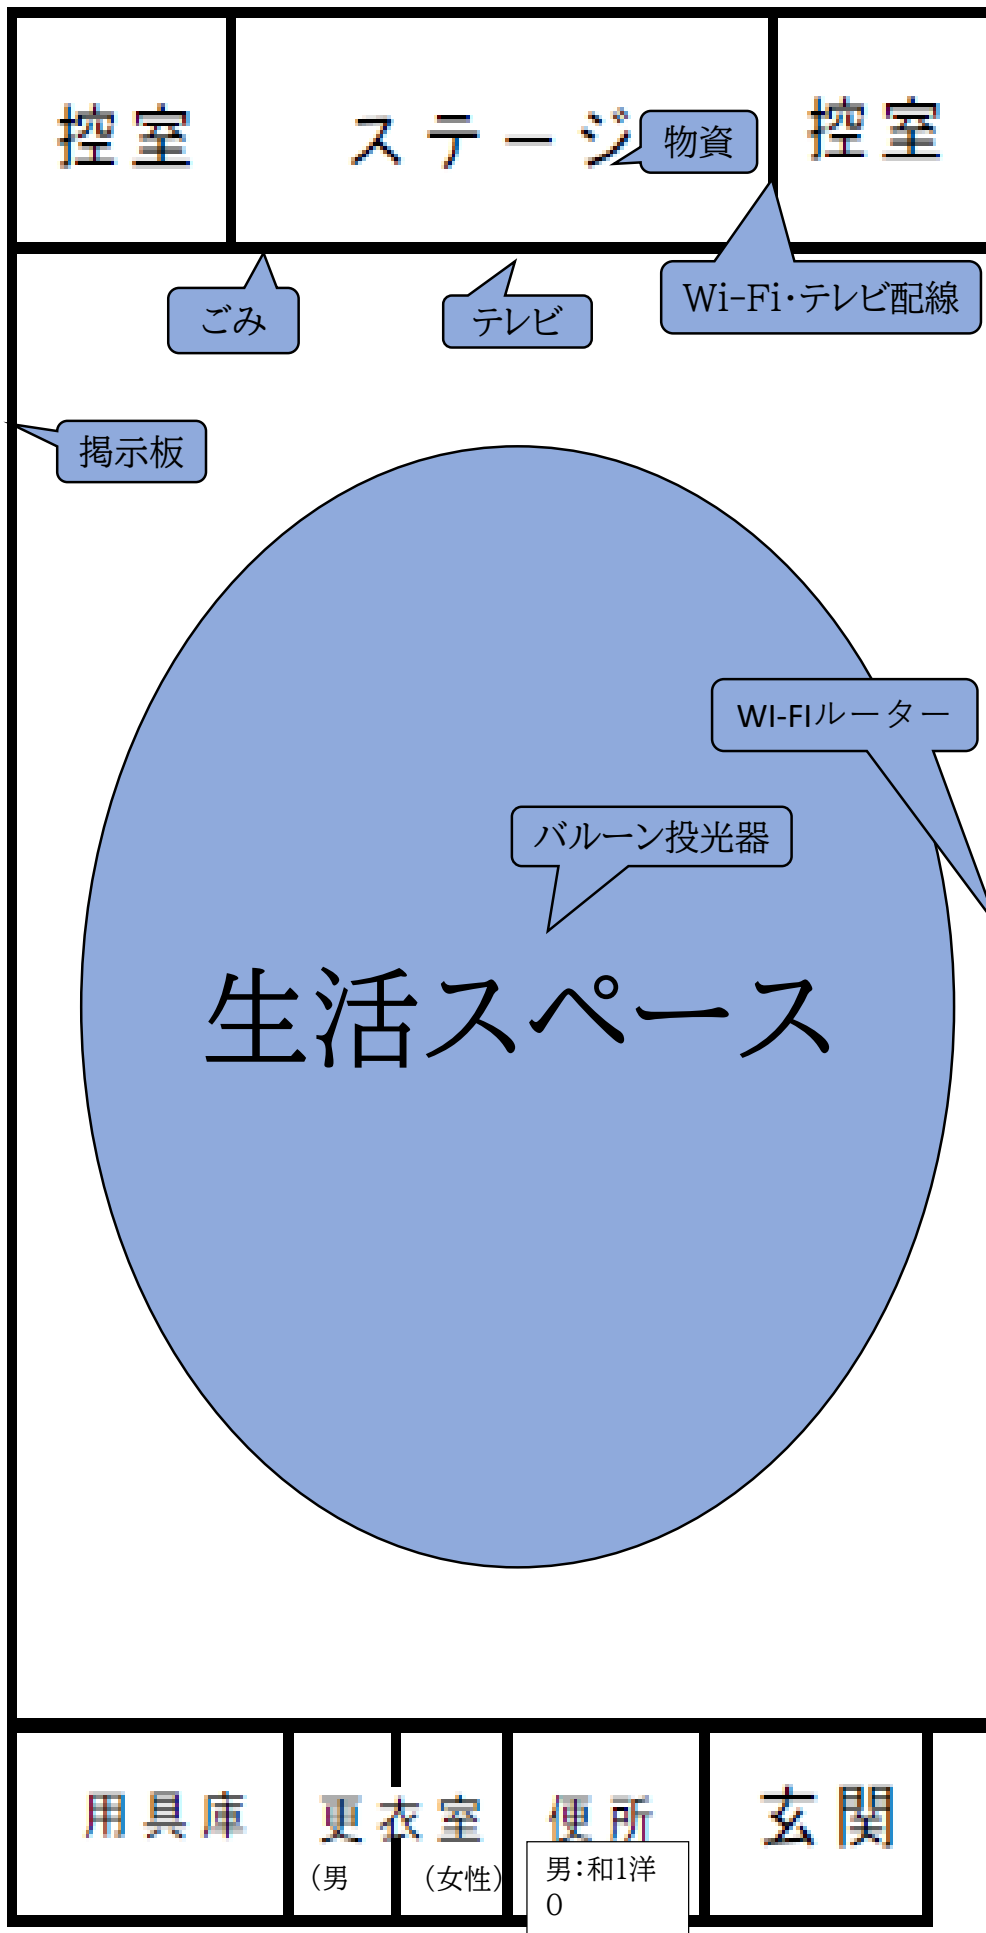 控室
ステージ
物資
控室
ごみ
テレビ
Wi-Fi・テレビ配線
掲示板
WI-FIルーター
バルーン投光器
生活スペース
用具庫
更衣室
(男
(女性)
便所
男:和1洋
0
玄関